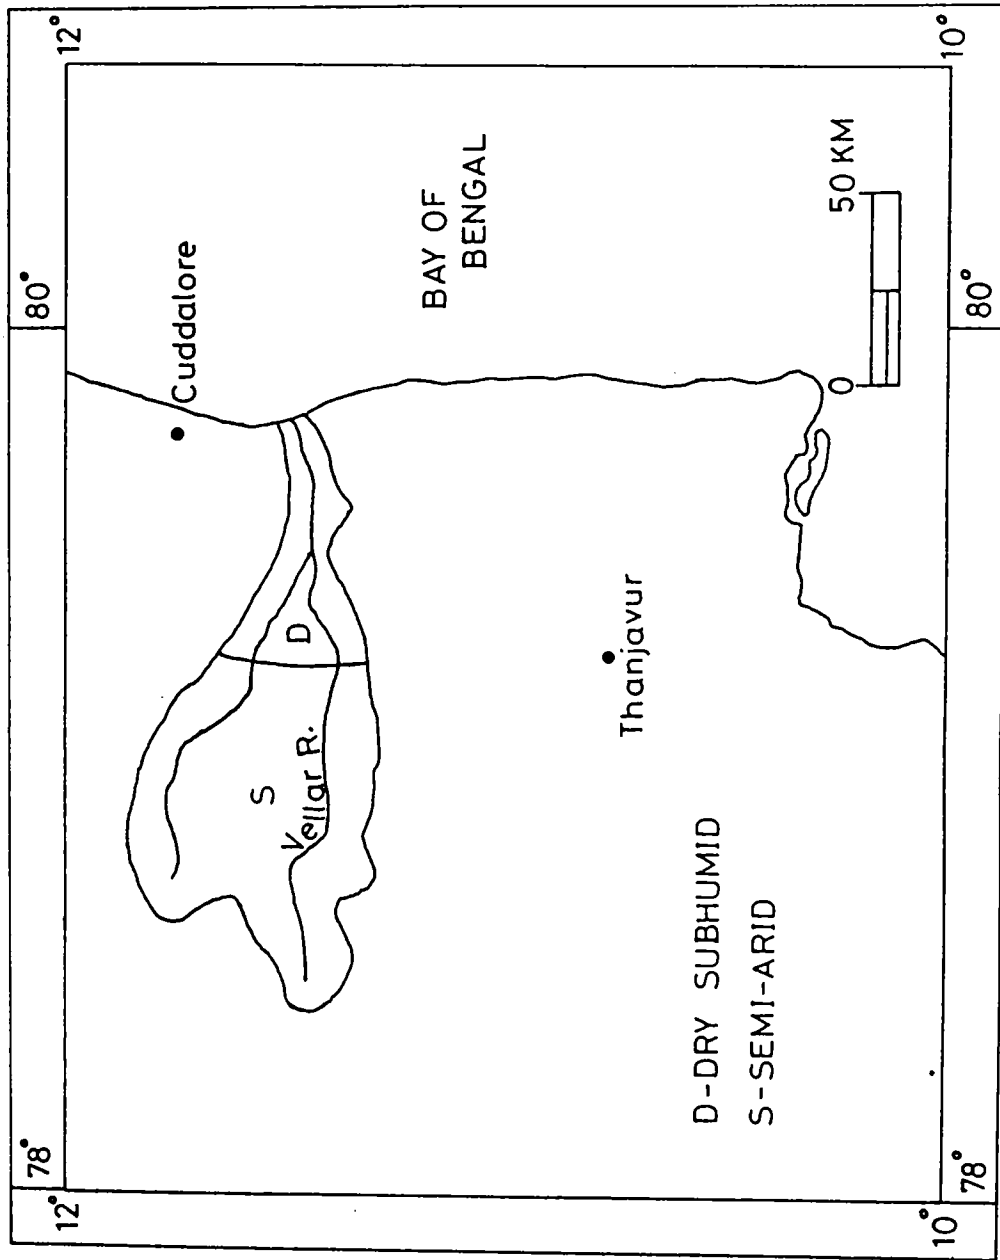 78°
80°
12°
12°
Cuddalore
BAY OF
BENGAL
D
S
Vellar R.
Thanjavur
D-DRY SUBHUMID
S-SEMI-ARID
0
50 KM
10°
10°
78°
80°